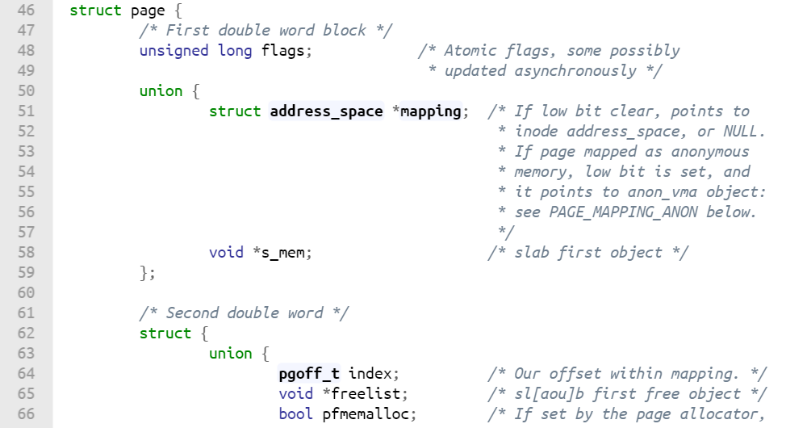 46 struct page {
47 /* First double word block */
48 unsigned long flags; /* Atomic flags, some possibly
49 * updated asynchronously */
50 union {
51 struct address_space *mapping; /* If low bit clear, points to
52 * inode address_space, or NULL.
53 * If page mapped as anonymous
54 * memory, low bit is set, and
55 * it points to anon_vma object:
56 * see PAGE_MAPPING_ANON below.
57 */
58 void *s_mem; /* slab first object */
59 };
60
61 /* Second double word */
62 struct {
63 union {
64 pgoff_t index; /* Our offset within mapping. */
65 void *freelist; /* sl[aou]b first free object */
66 bool pfmemalloc; /* If set by the page allocator,